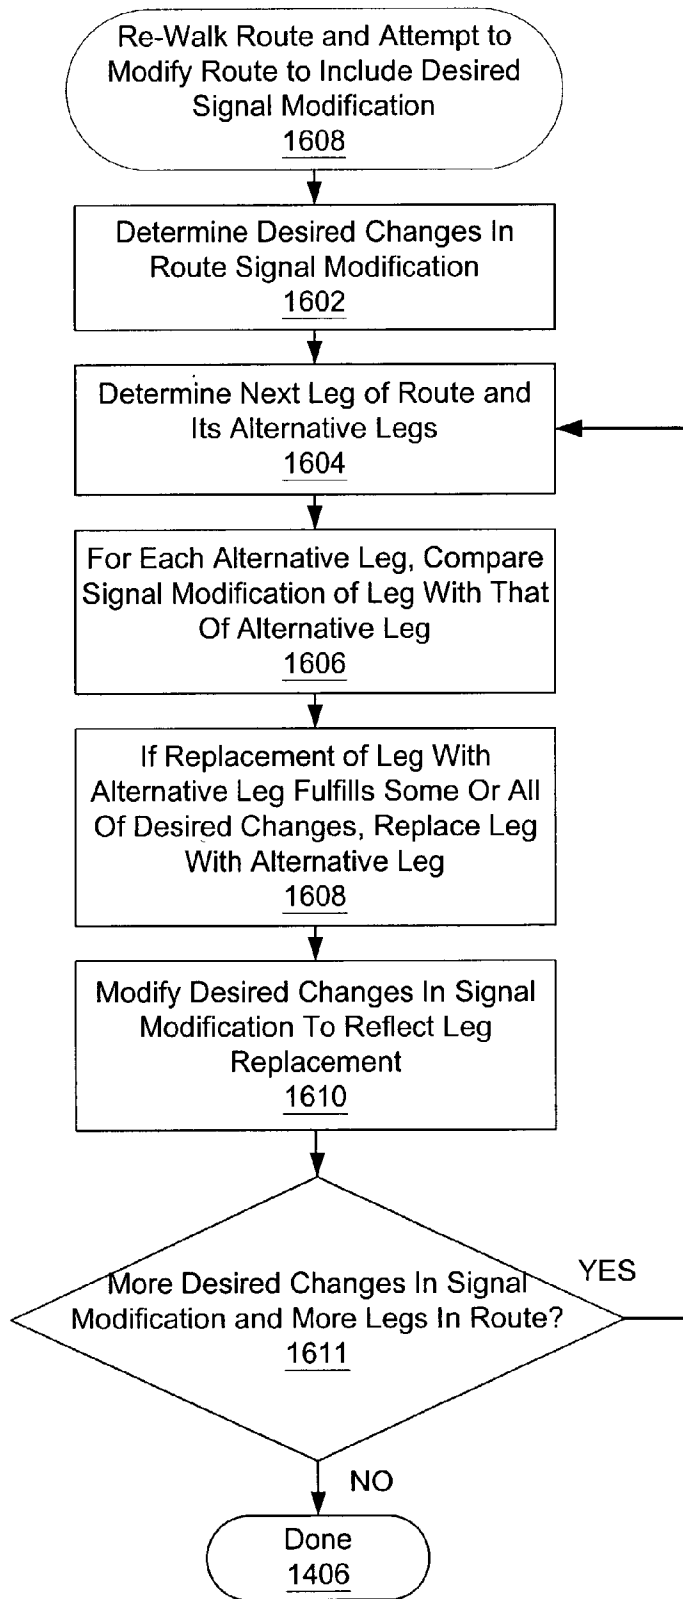 Re-Walk Route and Attempt to
Modify Route to Include Desired
Signal Modification
1608
Determine Desired Changes In
Route Signal Modification
1602
Determine Next Leg of Route and
Its Alternative Legs
1604
For Each Alternative Leg, Compare
Signal Modification of Leg With That
Of Alternative Leg
1606
If Replacement of Leg With
Alternative Leg Fulfills Some Or All
Of Desired Changes, Replace Leg
With Alternative Leg
1608
Modify Desired Changes In Signal
Modification To Reflect Leg
Replacement
1610
YES
More Desired Changes In Signal
Modification and More Legs In Route?
1611
NO
Done
1406